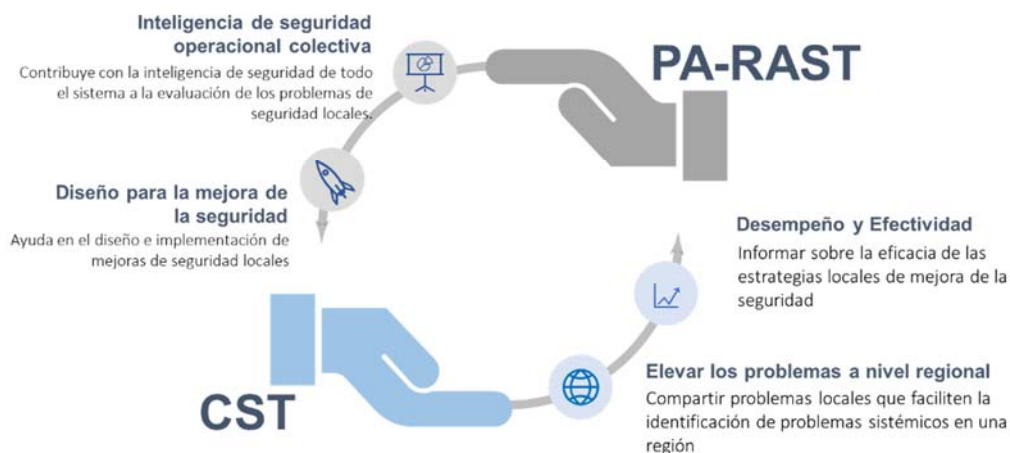 Inteligencia de seguridad
operacional colectiva
Contribuye con la inteligencia de seguridad de todo
el sistema a la evaluación de los problemas de
seguridad locales.
PA-RAST
Diseño para la mejora de
la seguridad
Ayuda en el diseño e implementación de
mejoras de seguridad locales
Desempeño y Efectividad
Informar sobre la eficacia de las
estrategias locales de mejora de la
seguridad
CST
Elevar los problemas a nivel regional
Compartir problemas locales que faciliten la
identificación de problemas sistémicos en una
región